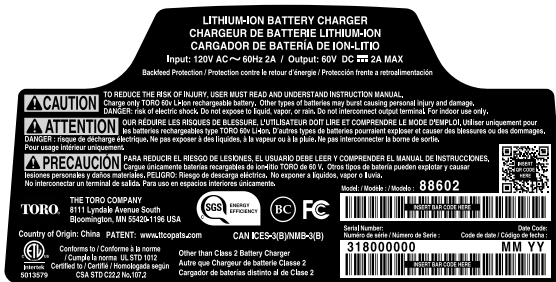 LITHIUM-ION BATTERY CHARGER
CHARGEUR DE BATTERIE LITHIUM-ION
CARGADOR DE BATERÍA DE ION-LITIO
Input: 120V AC ~ 60Hz 2A / Output: 60V DC ⎓ 2A MAX
Backfeed Protection / Protection contre le retour d'énergie / Protección frente a retroalimentación
CAUTION TO REDUCE THE RISK OF INJURY, USER MUST READ AND UNDERSTAND INSTRUCTION MANUAL.
Charge only TORO 60v Li-Ion rechargeable battery. Other types of batteries may burst causing personal injury and damage.
DANGER: risk of electric shock. Do not expose to liquid, vapor, or rain. Do not interconnect output terminal. For indoor use only.
ATTENTION OUR RÉDUIRE LES RISQUES DE BLESSURE, L'UTILISATEUR DOIT LIRE ET COMPRENDRE LE MODE D'EMPLOI, Utiliser uniquement pour
les batteries rechargeables type TORO 60v Li-Ion. D'autres types de batteries pourraient exploser et causer des blessures ou des dommages.
DANGER : risque de décharge électrique. Ne pas exposer à des liquides, à la vapeur ou à la pluie. Ne pas interconnecter la borne de sortie.
Pour usage intérieur uniquement.
PRECAUCIÓN PARA REDUCIR EL RIESGO DE LESIONES, EL USUARIO DEBE LEER Y COMPRENDER EL MANUAL DE INSTRUCCIONES,
Cargue únicamente baterías recargables de ion-litio TORO de 60 V. Otros tipos de batería pueden explotar y causar
lesiones personales y daños materiales. PELIGRO: Riesgo de descarga eléctrica. No exponer a líquidos, vapor o lluvia.
No interconectar un terminal de salida. Para uso en espacios interiores únicamente.
INSERT
QR CODE
HERE
TORO.
THE TORO COMPANY
8111 Lyndale Avenue South
Bloomington, MN 55420-1196 USA
SGS ENERGY
EFFICIENCY
BC
FC
Model: / Modèle : / Modelo : 88602
INSERT BAR CODE HERE
Country of Origin: China PATENT: www.ttcopats.com CAN ICES-3(B)/NMB-3(B)
Serial Number: Date Code:
Numéro de série / Número de Serie : Code de date / Código de fecha :
318000000 MM YY
INSERT BAR CODE HERE
ETL
Intertek
5013579
Conforms to / Conforme à la norme
/ Cumple la norma UL STD 1012
Certified to / Certifié / Homologada según
CSA STD C22.2 No.107.2
Other than Class 2 Battery Charger
Autre que Chargeur de batterie Classe 2
Cargador de baterías distinto al de Clase 2